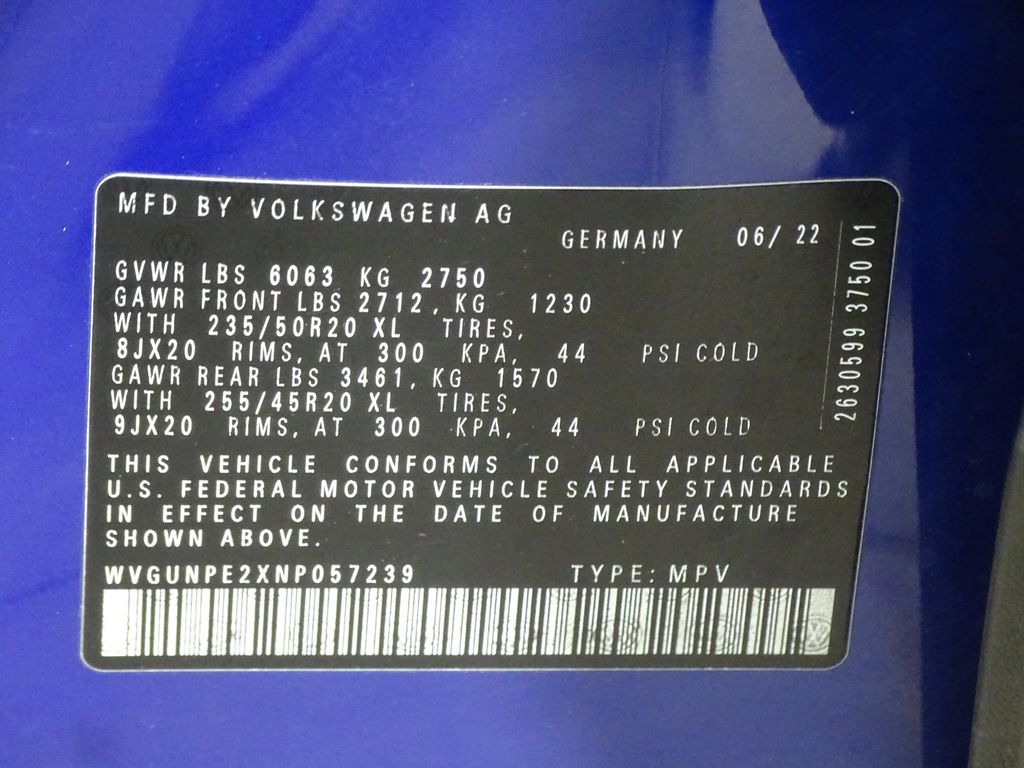 MFD BY VOLKSWAGEN AG
GERMANY 06/ 22
GVWR LBS 6063 KG 2750
GAWR FRONT LBS 2712, KG 1230
WITH 235/50R20 XL TIRES,
8JX20 RIMS, AT 300 KPA, 44 PSI COLD
GAWR REAR LBS 3461, KG 1570
WITH 255/45R20 XL TIRES,
9JX20 RIMS, AT 300 KPA, 44 PSI COLD
THIS VEHICLE CONFORMS TO ALL APPLICABLE
U.S. FEDERAL MOTOR VEHICLE SAFETY STANDARDS
IN EFFECT ON THE DATE OF MANUFACTURE
SHOWN ABOVE.
WVGUNPE2XNP057239 TYPE: MPV
2630599 3750 01